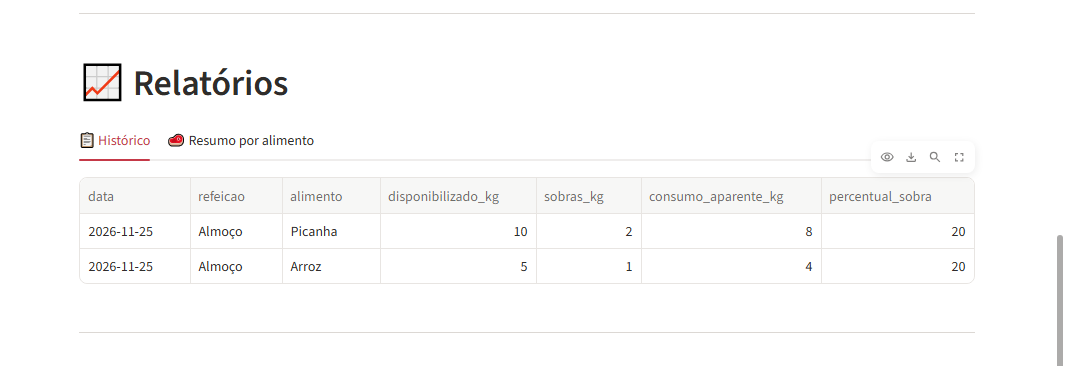 Relatórios
Histórico Resumo por alimento
data refeicao alimento disponibilizado_kg sobras_kg consumo_aparente_kg percentual_sobra
2026-11-25 Almoço Picanha 10 2 8 20
2026-11-25 Almoço Arroz 5 1 4 20